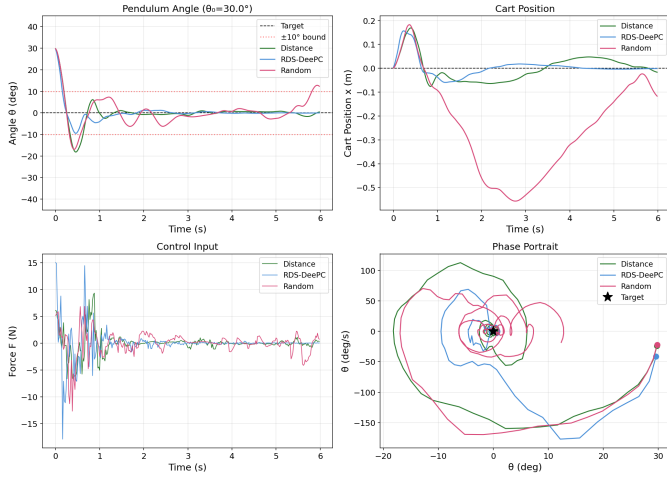 Pendulum Angle (θ₀=30.0°)
40
30
20
10
0
−10
−20
−30
−40
Angle θ (deg)
0
1
2
3
4
5
6
Time (s)
Target
±10° bound
Distance
RDS-DeePC
Random
Cart Position
0.2
0.1
0.0
−0.1
−0.2
−0.3
−0.4
−0.5
Cart Position x (m)
0
1
2
3
4
5
6
Time (s)
Distance
RDS-DeePC
Random
Control Input
15
10
5
0
−5
−10
−15
Force F (N)
0
1
2
3
4
5
6
Time (s)
Distance
RDS-DeePC
Random
Phase Portrait
100
50
0
−50
−100
−150
θ̇ (deg/s)
−20
−10
0
10
20
30
θ (deg)
Distance
RDS-DeePC
Random
Target